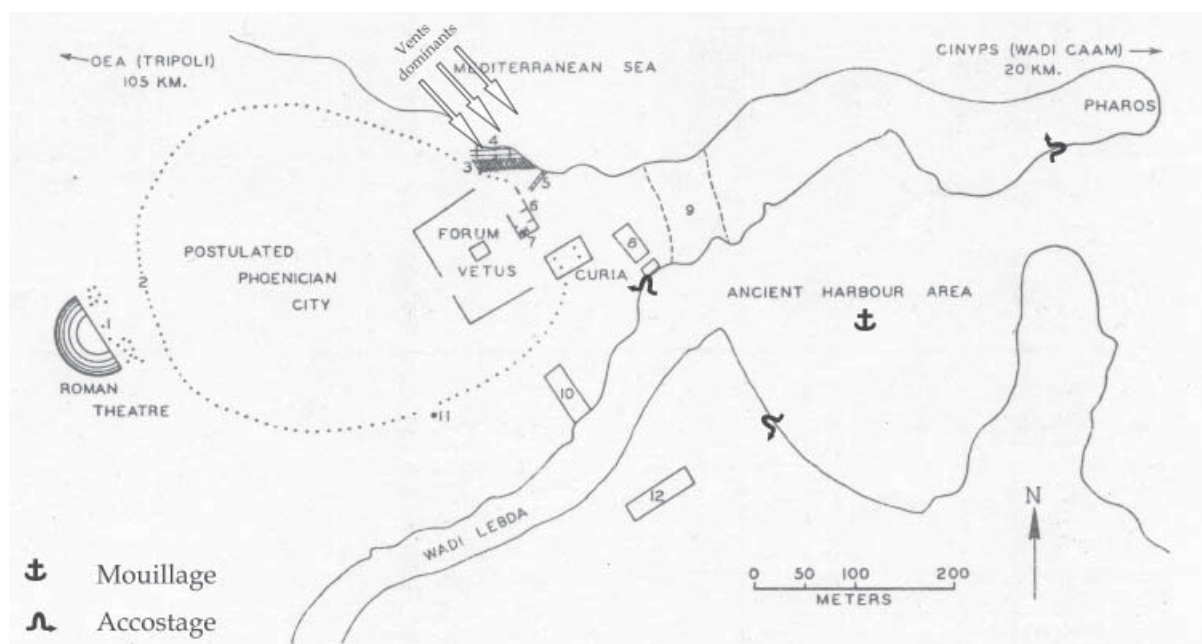 ← OEA (TRIPOLI)
105 KM.
Vents
dominants
MEDITERRANEAN SEA
CINYPS (WADI CAAM) →
20 KM.
PHAROS
4
3
5
6
7
FORUM
VETUS
8
9
CURIA
POSTULATED
PHOENICIAN
CITY
2
1
ROMAN
THEATRE
ANCIENT HARBOUR AREA
10
11
12
WADI LEBDA
N
0 50 100 200
METERS
Mouillage
Accostage